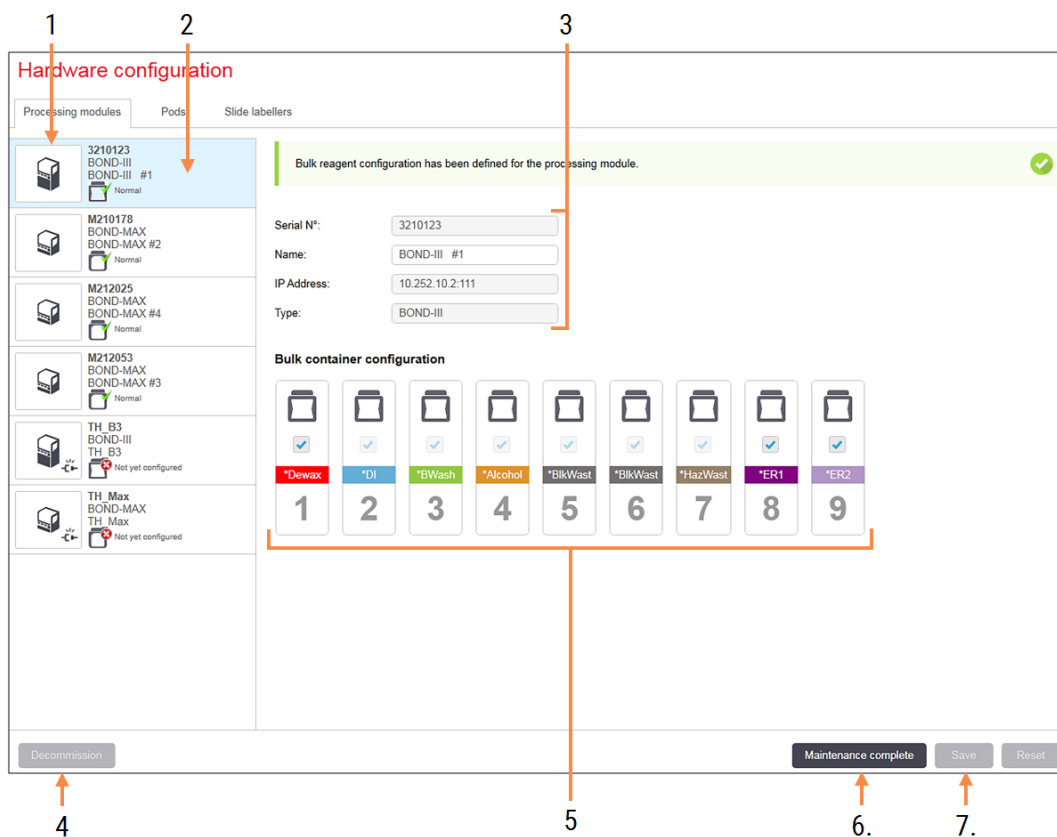 1 2 3
Hardware configuration
Processing modules Pods Slide labellers
3210123
BOND-III
BOND-III #1
Normal
M210178
BOND-MAX
BOND-MAX #2
Normal
M212025
BOND-MAX
BOND-MAX #4
Normal
M212053
BOND-MAX
BOND-MAX #3
Normal
TH_B3
BOND-III
TH_B3
Not yet configured
TH_Max
BOND-MAX
TH_Max
Not yet configured
Bulk reagent configuration has been defined for the processing module.
Serial N°: 3210123
Name: BOND-III #1
IP Address: 10.252.10.2:111
Type: BOND-III
Bulk container configuration
*Dewax *DI *BWash *Alcohol *BlkWast *BlkWast *HazWast *ER1 *ER2
1 2 3 4 5 6 7 8 9
Decommission Maintenance complete Save Reset
4 5 6. 7.